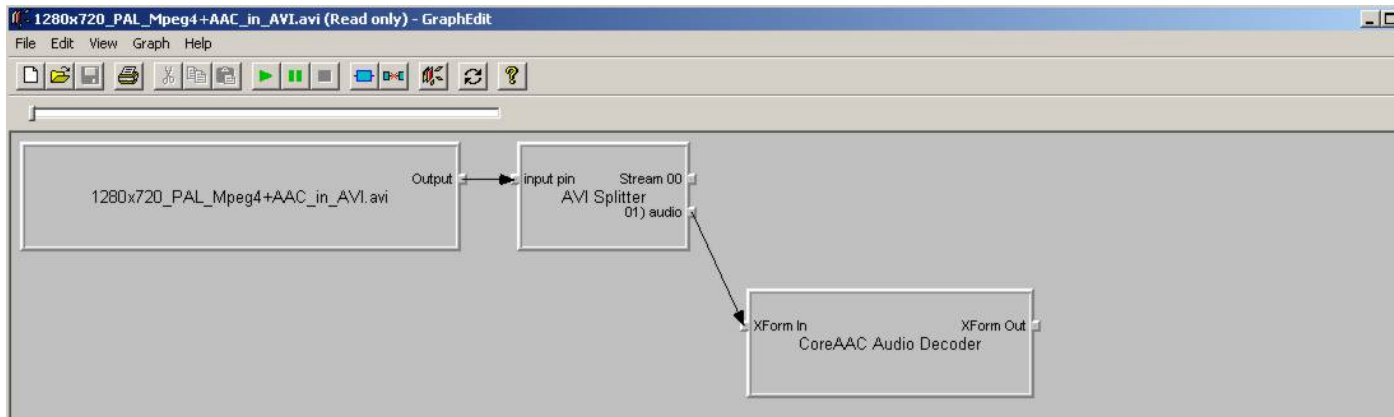 1280x720_PAL_Mpeg4+AAC_in_AVI.avi (Read only) - GraphEdit
File Edit View Graph Help
Output
1280x720_PAL_Mpeg4+AAC_in_AVI.avi
input pin Stream 00
AVI Splitter
01) audio
XForm In XForm Out
CoreAAC Audio Decoder